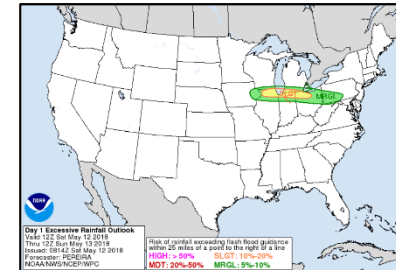 SLGT
MRGL
noaa
Day 1 Excessive Rainfall Outlook
Valid 12Z Sat May 12 2018
Thru 12Z Sun May 13 2018
Issued: 0814Z Sat May 12 2018
Forecaster: PEREIRA
NOAA/NWS/NCEP/WPC
Risk of rainfall exceeding flash flood guidance
within 25 miles of a point to the right of a line
HIGH: > 50% SLGT: 10%-20%
MDT: 20%-50% MRGL: 5%-10%